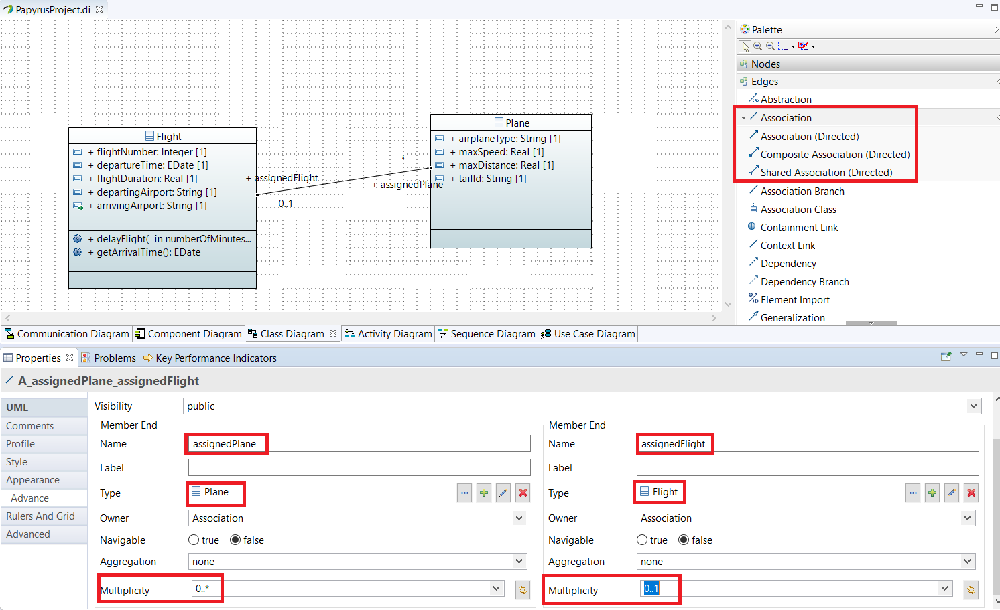 PapyrusProject.di
Palette
Nodes
Edges
Abstraction
Association
Association (Directed)
Composite Association (Directed)
Shared Association (Directed)
Association Branch
Association Class
Containment Link
Context Link
Dependency
Dependency Branch
Element Import
Generalization
Flight
+ flightNumber: Integer [1]
+ departureTime: EDate [1]
+ flightDuration: Real [1]
+ departingAirport: String [1]
+ arrivingAirport: String [1]
+ delayFlight( in numberOfMinutes...
+ getArrivalTime(): EDate
+ assignedFlight
0..1
*
+ assignedPlane
Plane
+ airplaneType: String [1]
+ maxSpeed: Real [1]
+ maxDistance: Real [1]
+ tailId: String [1]
Communication Diagram Component Diagram Class Diagram Activity Diagram Sequence Diagram Use Case Diagram
Properties Problems Key Performance Indicators
A_assignedPlane_assignedFlight
UML
Comments
Profile
Style
Appearance
Advance
Rulers And Grid
Advanced
Visibility public
Member End
Name assignedPlane
Label
Type Plane
Owner Association
Navigable true false
Aggregation none
Multiplicity 0..*
Member End
Name assignedFlight
Label
Type Flight
Owner Association
Navigable true false
Aggregation none
Multiplicity 0..1